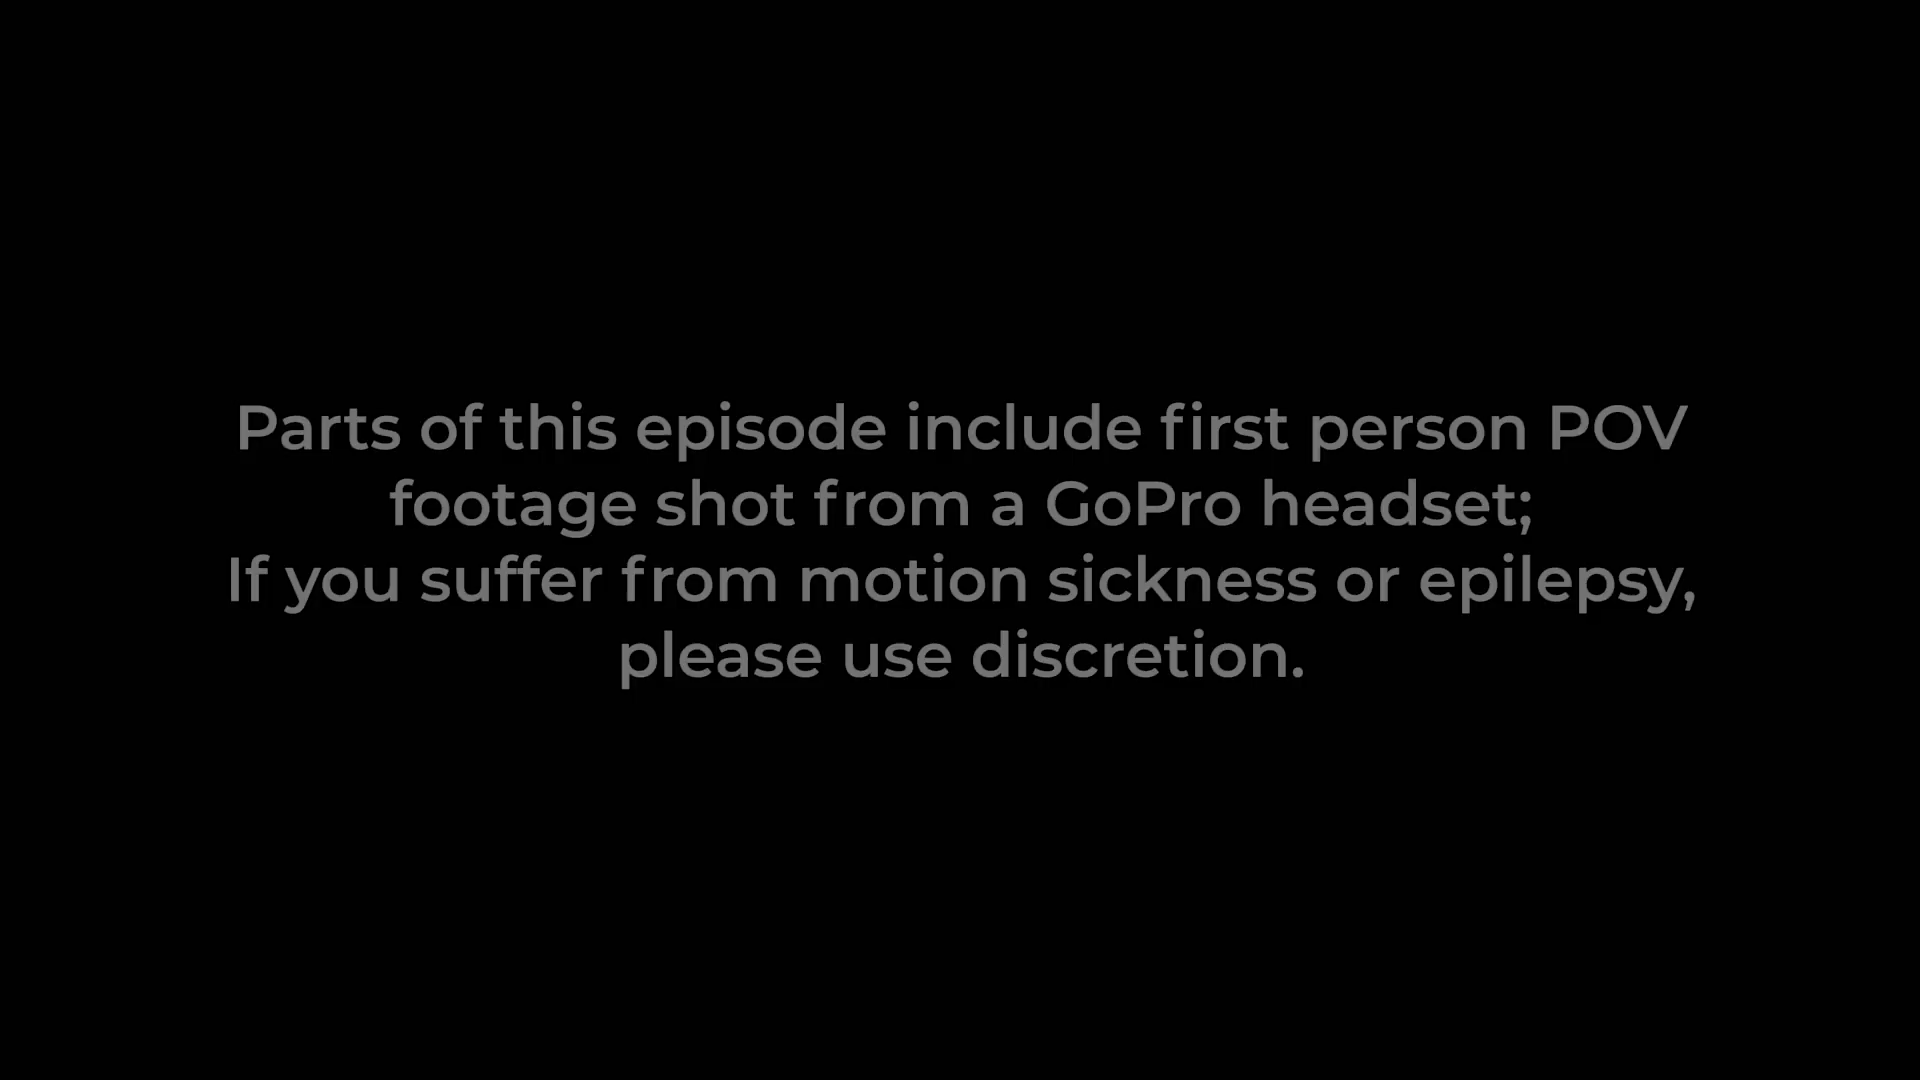 Parts of this episode include first person POV
footage shot from a GoPro headset;
If you suffer from motion sickness or epilepsy,
please use discretion.